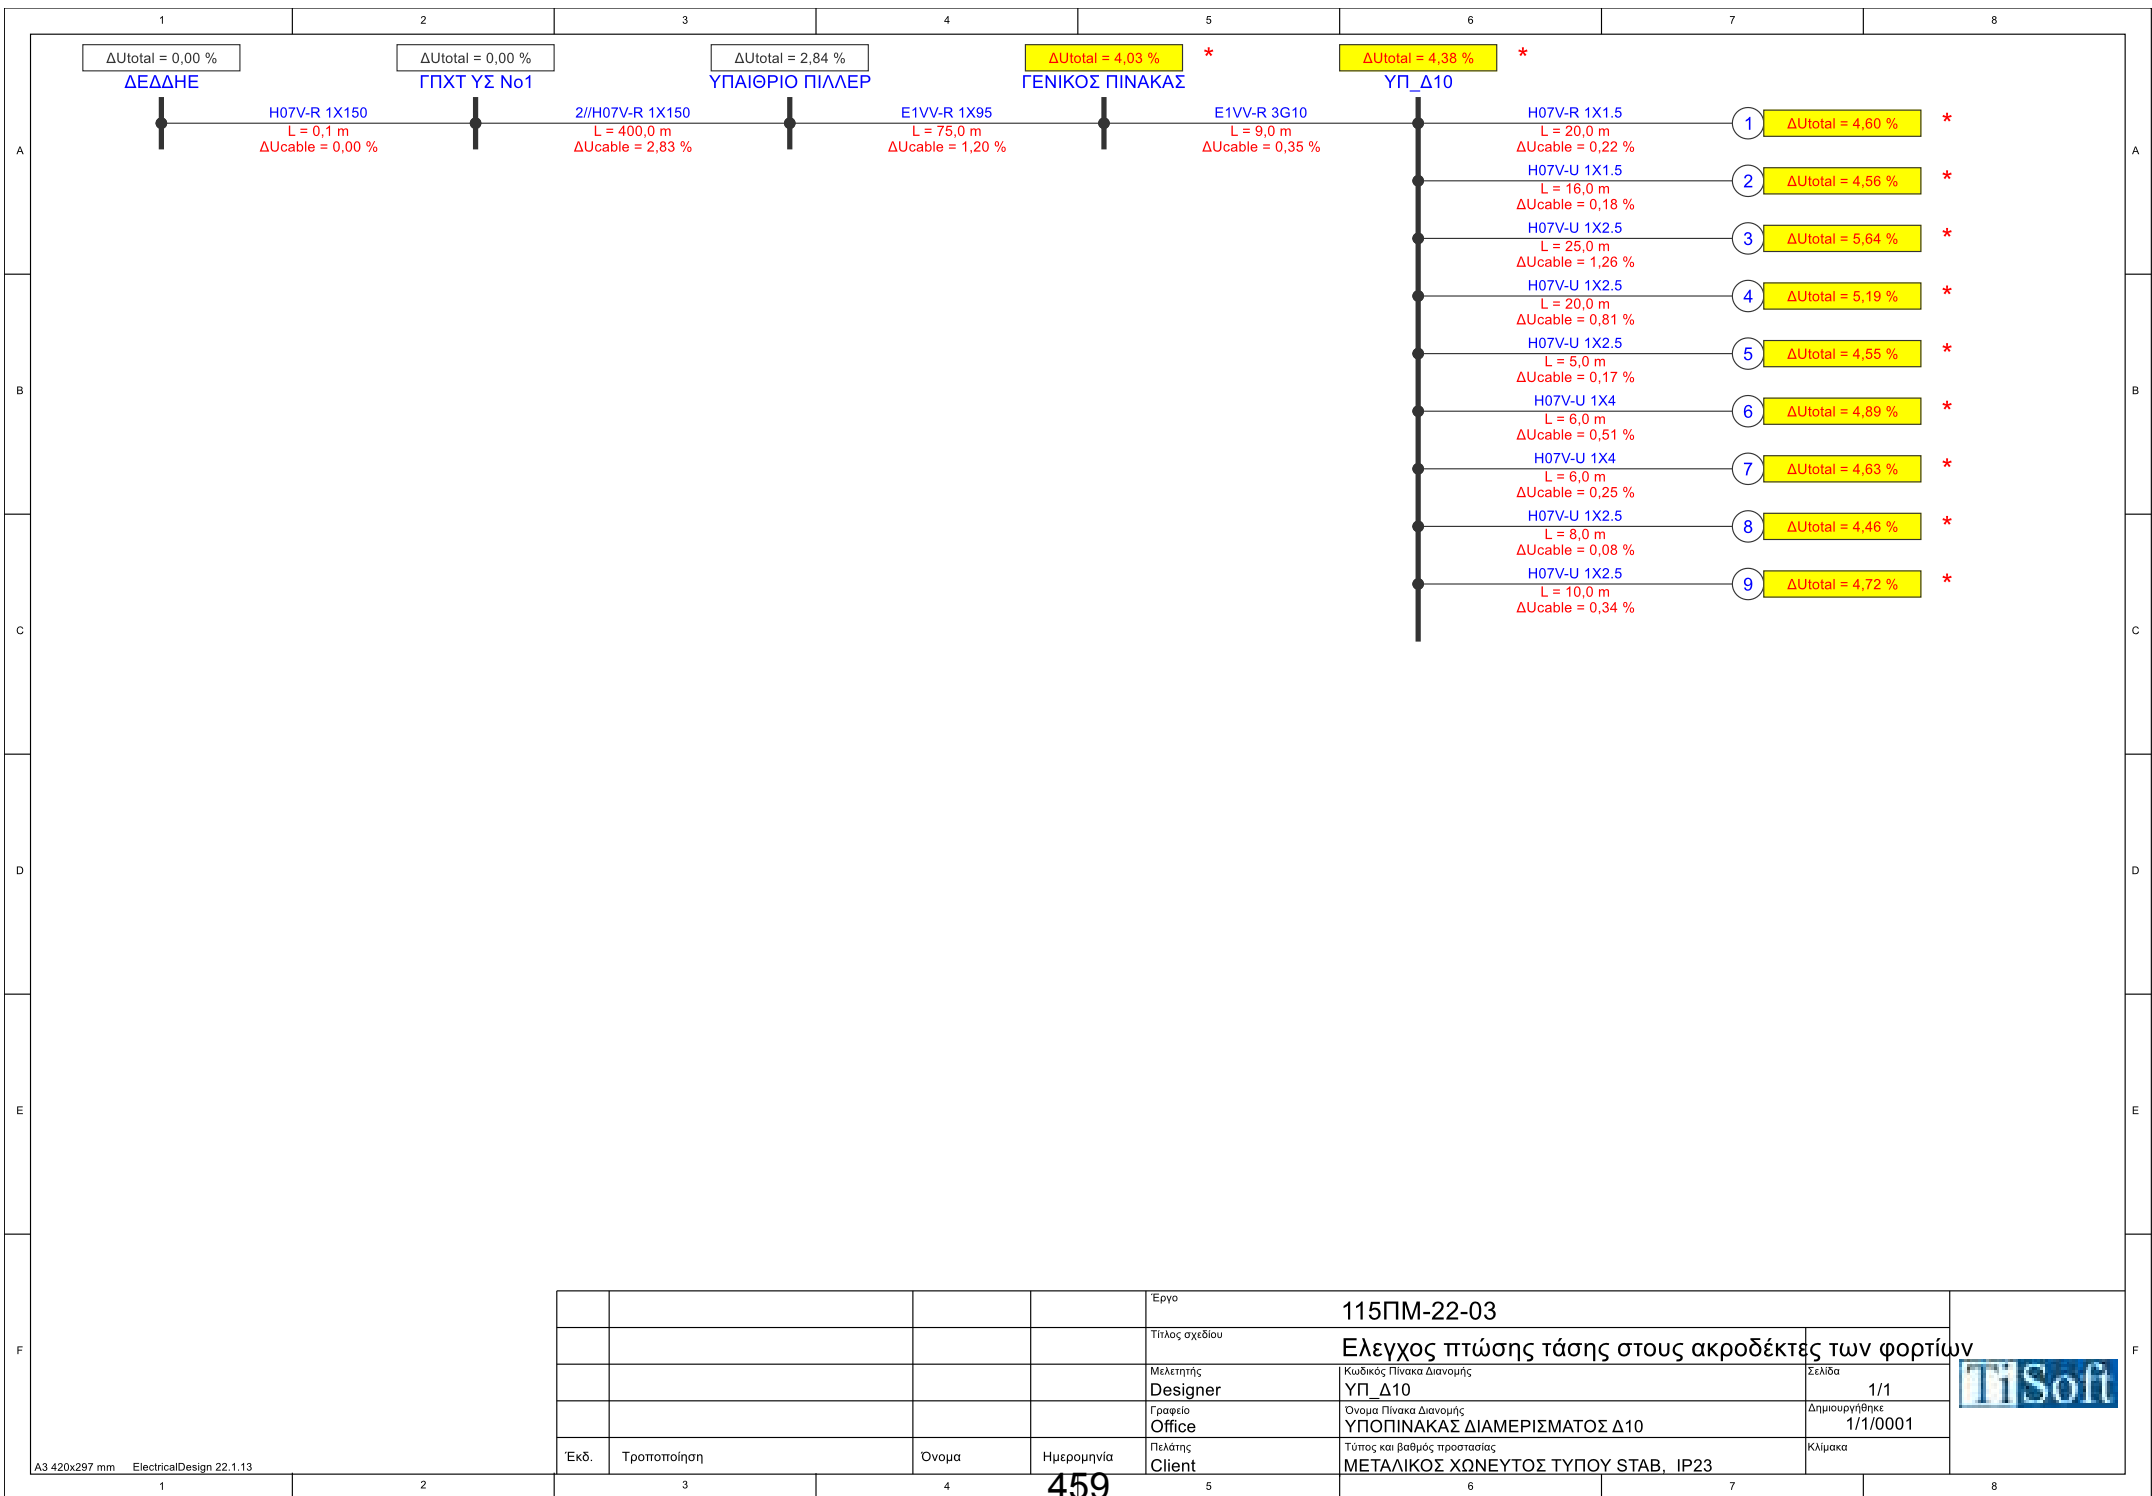 1 2 3 4 5 6 7 8
ΔUtotal = 0,00 % ΔUtotal = 0,00 % ΔUtotal = 2,84 % ΔUtotal = 4,03 % * ΔUtotal = 4,38 % *
ΔΕΔΔΗΕ ΓΠΧΤ ΥΣ Νο1 ΥΠΑΙΘΡΙΟ ΠΙΛΛΕΡ ΓΕΝΙΚΟΣ ΠΙΝΑΚΑΣ ΥΠ_Δ10
H07V-R 1X150 2//H07V-R 1X150 E1VV-R 1X95 E1VV-R 3G10 H07V-R 1X1.5
1 ΔUtotal = 4,60 % *
L = 0,1 m L = 400,0 m L = 75,0 m L = 9,0 m L = 20,0 m
ΔUcable = 0,00 % ΔUcable = 2,83 % ΔUcable = 1,20 % ΔUcable = 0,35 % ΔUcable = 0,22 %
A A
H07V-U 1X1.5
2 ΔUtotal = 4,56 % *
L = 16,0 m
ΔUcable = 0,18 %
H07V-U 1X2.5
3 ΔUtotal = 5,64 % *
L = 25,0 m
ΔUcable = 1,26 %
H07V-U 1X2.5
4 ΔUtotal = 5,19 % *
L = 20,0 m
ΔUcable = 0,81 %
H07V-U 1X2.5
5 ΔUtotal = 4,55 % *
L = 5,0 m
ΔUcable = 0,17 %
B B
H07V-U 1X4
6 ΔUtotal = 4,89 % *
L = 6,0 m
ΔUcable = 0,51 %
H07V-U 1X4
7 ΔUtotal = 4,63 % *
L = 6,0 m
ΔUcable = 0,25 %
H07V-U 1X2.5
8 ΔUtotal = 4,46 % *
L = 8,0 m
ΔUcable = 0,08 %
H07V-U 1X2.5
9 ΔUtotal = 4,72 % *
L = 10,0 m
ΔUcable = 0,34 %
C C
D D
E E
Έργο
115ΠΜ-22-03
Τίτλος σχεδίου
Ελεγχος πτώσης τάσης στους ακροδέκτες των φορτίων
F F
Μελετητής Κωδικός Πίνακα Διανομής Σελίδα
Designer ΥΠ_Δ10 1/1
TiSoft
Γραφείο Όνομα Πίνακα Διανομής Δημιουργήθηκε
Office ΥΠΟΠΙΝΑΚΑΣ ΔΙΑΜΕΡΙΣΜΑΤΟΣ Δ10 1/1/0001
Πελάτης Τύπος και βαθμός προστασίας Κλίμακα
Client ΜΕΤΑΛΙΚΟΣ ΧΩΝΕΥΤΟΣ ΤΥΠΟΥ STAB, IP23
Έκδ. Τροποποίηση Όνομα Ημερομηνία
A3 420x297 mm ElectricalDesign 22.1.13
1 2 3 4 5 6 7 8
459